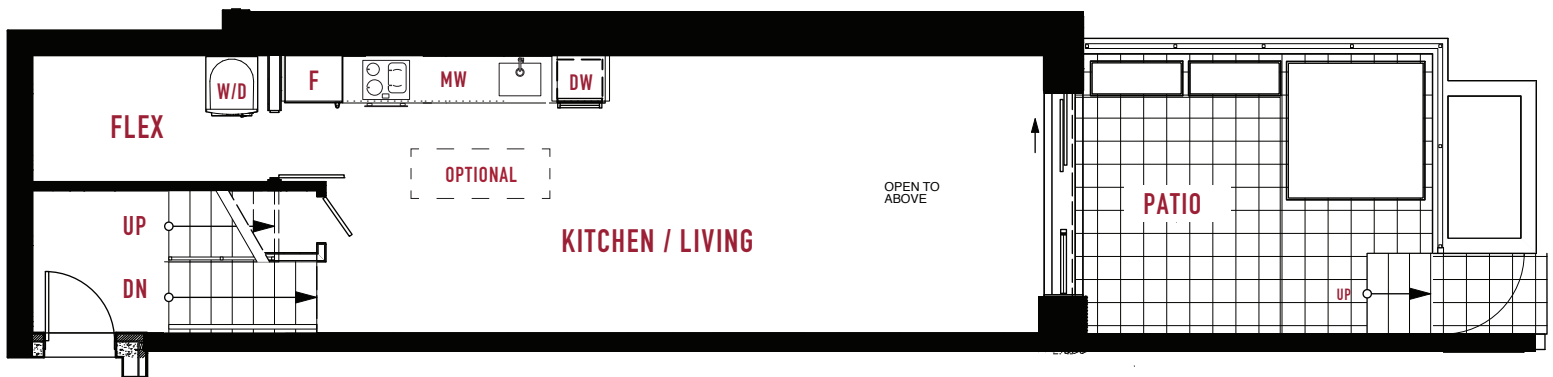 W/D
F
MW
DW
FLEX
OPTIONAL
OPEN TO
ABOVE
PATIO
UP
KITCHEN / LIVING
DN
UP